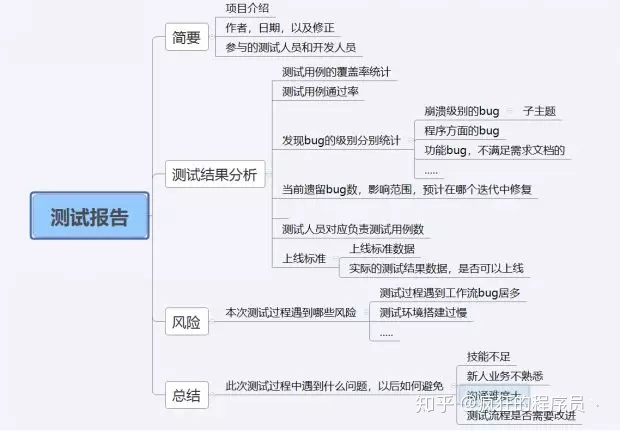 项目介绍
作者，日期，以及修正
简要
参与的测试人员和开发人员
测试用例的覆盖率统计
测试用例通过率
崩溃级别的bug
子主题
程序方面的bug
发现bug的级别分别统计
功能bug，不满足需求文档的
.....
测试结果分析
当前遗留bug数，影响范围，预计在哪个迭代中修复
测试报告
测试人员对应负责测试用例数
上线标准数据
上线标准
实际的测试结果数据，是否可以上线
测试过程遇到工作流bug居多
风险
本次测试过程遇到哪些风险
测试环境搭建过慢
.....
技能不足
新人业务不熟悉
总结
此次测试过程中遇到什么问题，以后如何避免
沟通难度大
测试流程是否需要改进